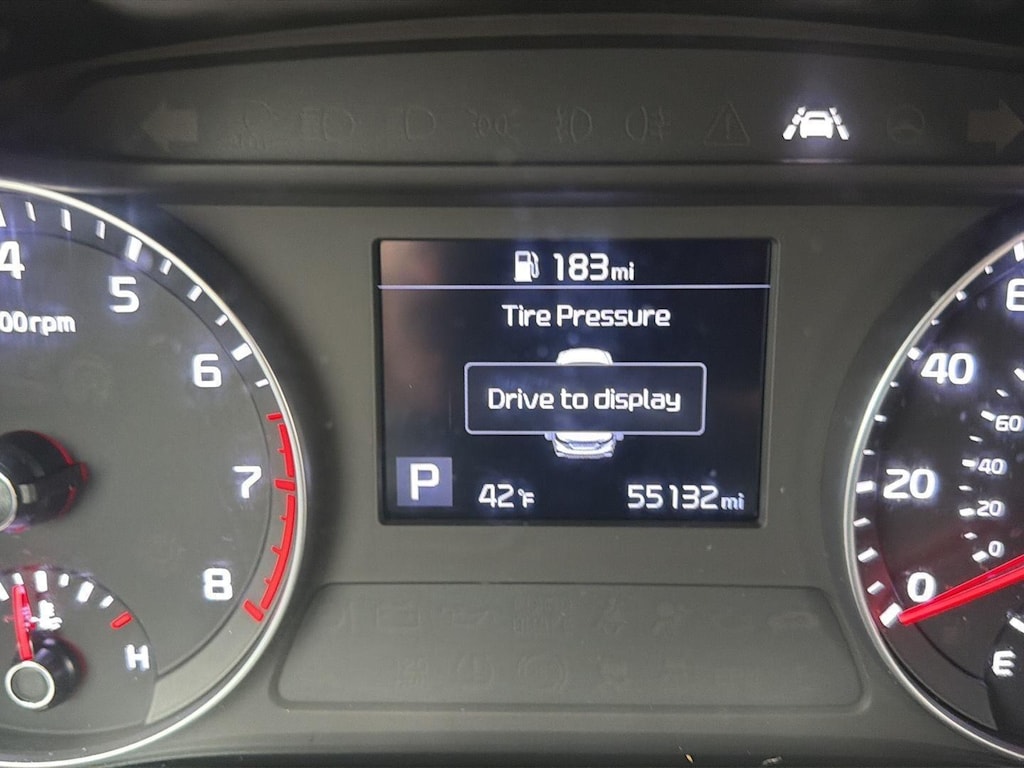 183mi
Tire Pressure
Drive to display
P
42°F
55132mi
4
5
6
7
8
00rpm
H
6
40
20
0
60
40
20
0
E